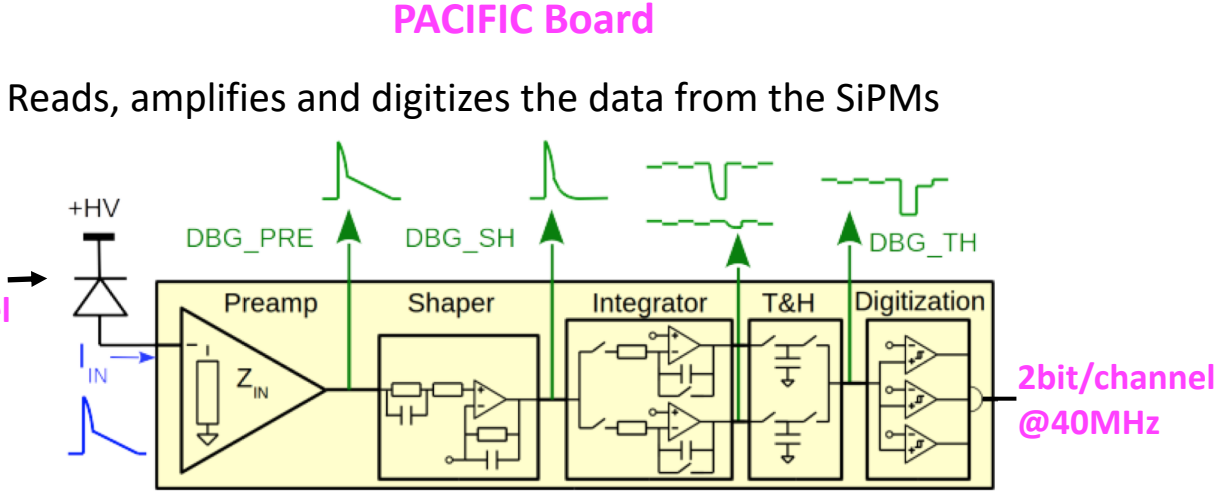 PACIFIC Board
Reads, amplifies and digitizes the data from the SiPMs
+HV
DBG_PRE
DBG_SH
DBG_TH
Preamp
Shaper
Integrator
T&H
Digitization
I IN
Z IN
2bit/channel
@40MHz